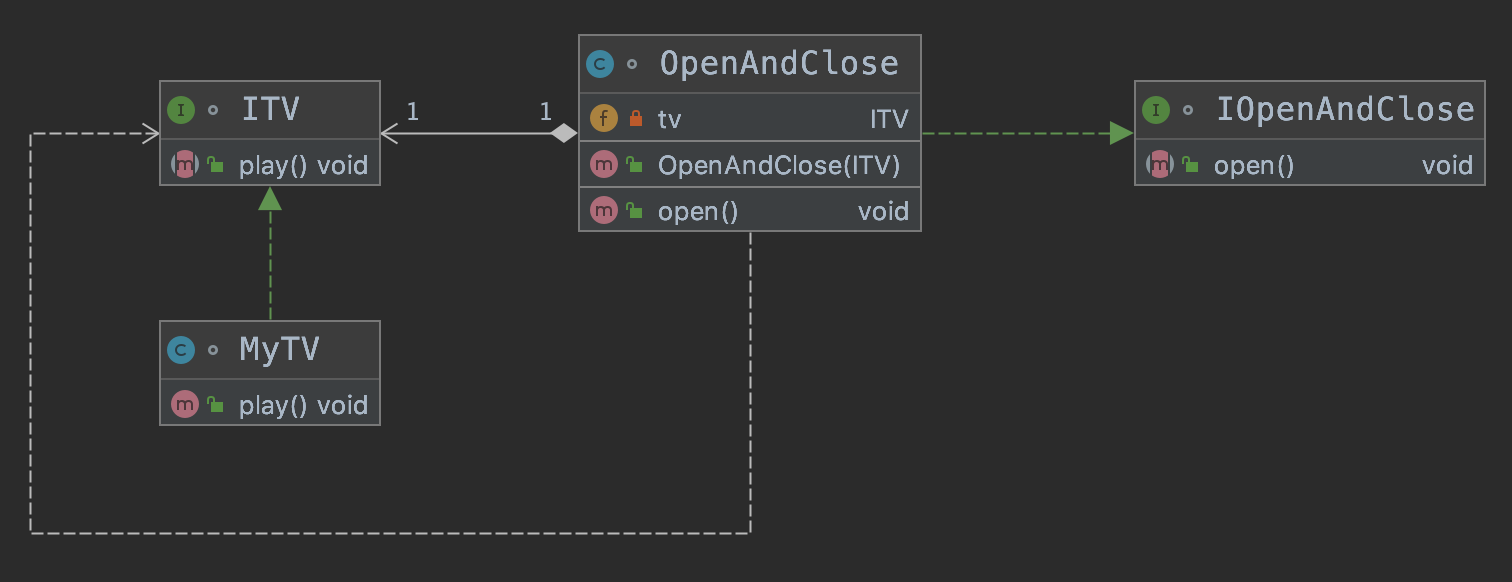 ITV
play() void
1
1
OpenAndClose
tv ITV
OpenAndClose(ITV)
open() void
IOpenAndClose
open() void
MyTV
play() void